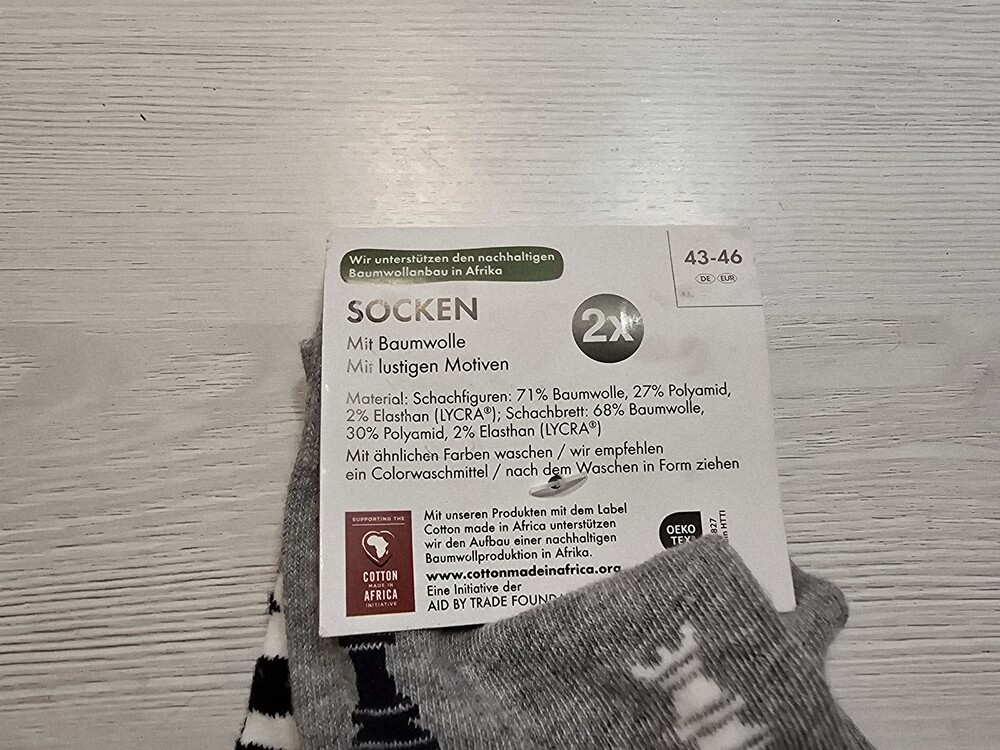 Wir unterstützen den nachhaltigen
Baumwollanbau in Afrika
43-46
DE EUR
SOCKEN
2x
Mit Baumwolle
Mit lustigen Motiven
Material: Schachfiguren: 71% Baumwolle, 27% Polyamid,
2% Elasthan (LYCRA®); Schachbrett: 68% Baumwolle,
30% Polyamid, 2% Elasthan (LYCRA®)
Mit ähnlichen Farben waschen / wir empfehlen
ein Colorwaschmittel / nach dem Waschen in Form ziehen
SUPPORTING THE
COTTON
MADE IN
AFRICA
INITIATIVE
Mit unseren Produkten mit dem Label
Cotton made in Africa unterstützen
wir den Aufbau einer nachhaltigen
Baumwollproduktion in Afrika.
www.cottonmadeinafrica.org
Eine Initiative der
AID BY TRADE FOUNDA
OEKO
TEX
827
HTTI